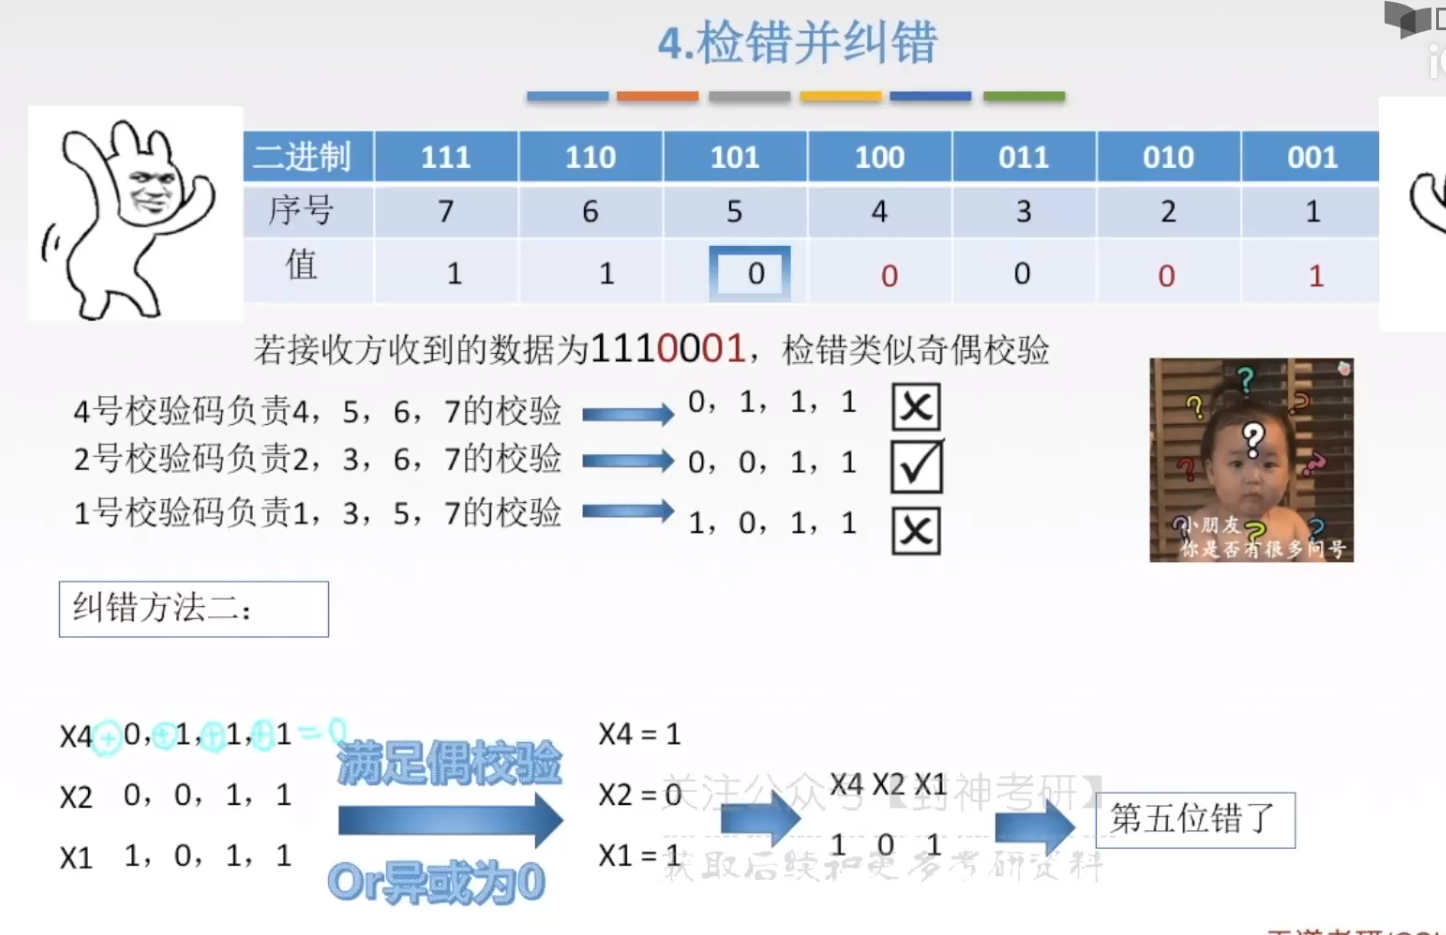 4.检错并纠错
二进制 111 110 101 100 011 010 001
序号 7 6 5 4 3 2 1
值 1 1 0 0 0 0 1
若接收方收到的数据为1110001，检错类似奇偶校验
4号校验码负责4，5，6，7的校验 0，1，1，1
2号校验码负责2，3，6，7的校验 0，0，1，1
1号校验码负责1，3，5，7的校验 1，0，1，1
小朋友
你是否有很多问号
纠错方法二：
X4 + 0，+ 1，+ 1，+ 1 = 0
X2 0，0，1，1
X1 1，0，1，1
满足偶校验
Or异或为0
X4 = 1
X2 = 0
X1 = 1
X4 X2 X1
1 0 1
第五位错了
关注公众号【封神考研】
获取后续和更多考研资料